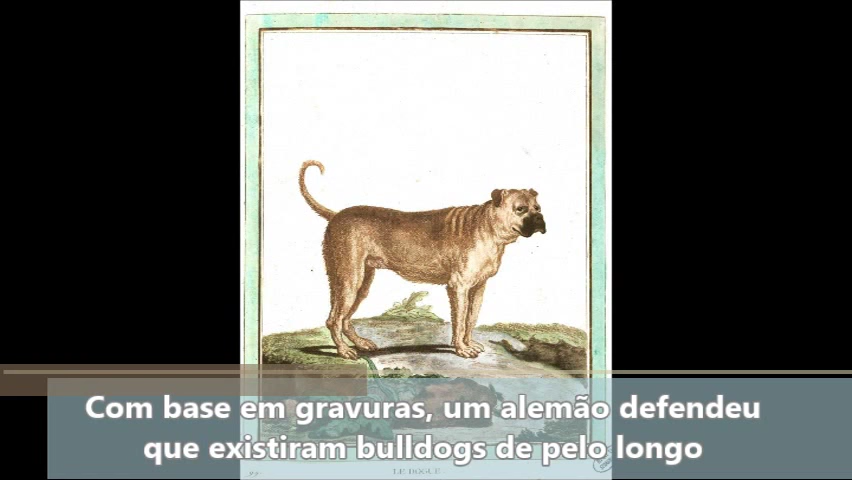 Com base em gravuras, um alemão defendeu
que existiram bulldogs de pelo longo
LE DOGUE